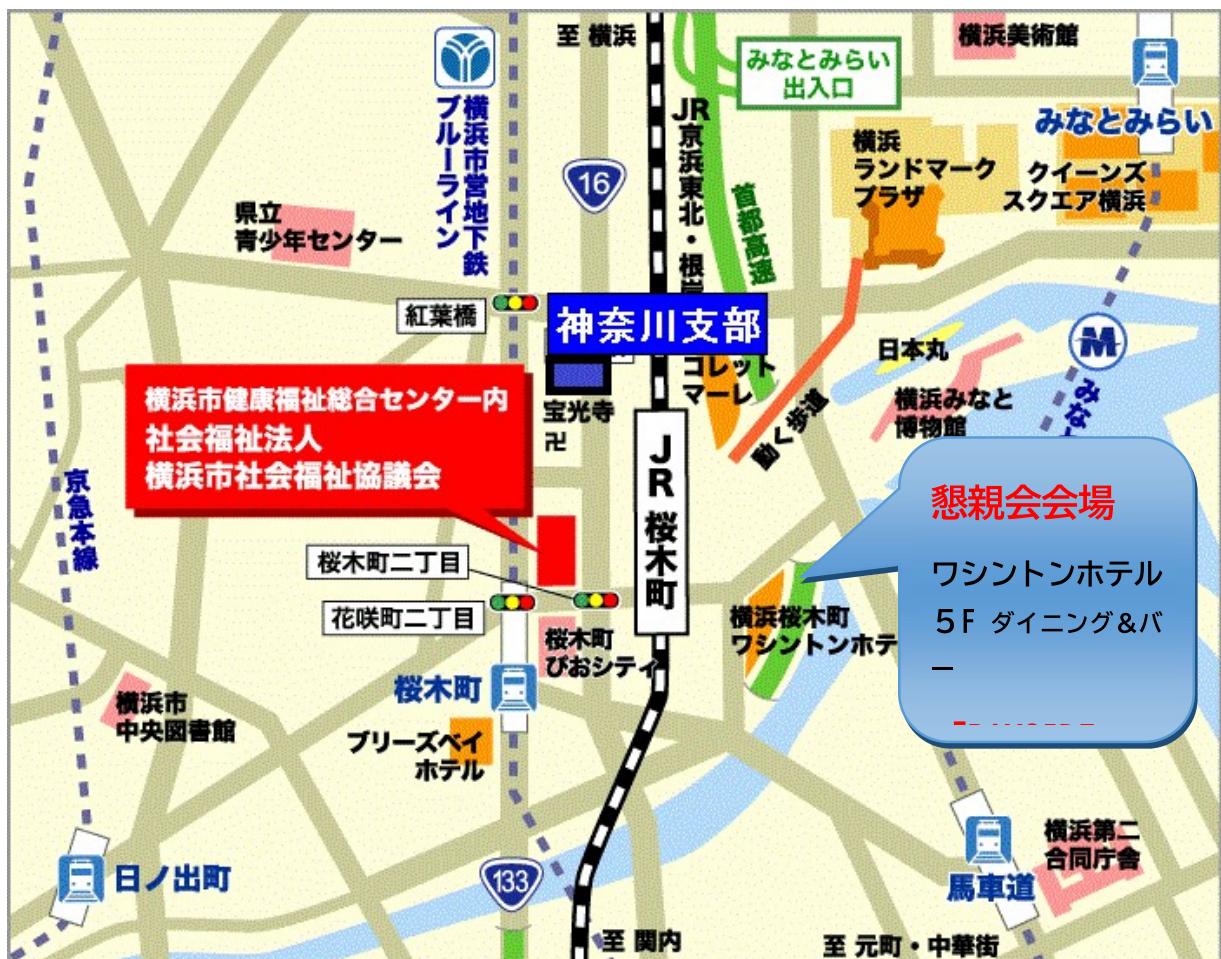 至 横浜
横浜美術館
みなとみらい
出入口
みなとみらい
横浜市営地下鉄
ブルーライン
16
JR京浜東北・根岸
首都高速
横浜
ランドマーク
プラザ
クイーンズ
スクエア横浜
県立
青少年センター
紅葉橋
神奈川支部
コレット
マーレ
日本丸
横浜みなと
博物館
みな
動く歩道
宝光寺
卍
横浜市健康福祉総合センター内
社会福祉法人
横浜市社会福祉協議会
JR桜木町
京急本線
懇親会会場
ワシントンホテル
5F ダイニング&バ
ー
桜木町二丁目
花咲町二丁目
横浜桜木町
ワシントンホテ
桜木町
ぴおシティ
桜木町
横浜市
中央図書館
ブリーズベイ
ホテル
日ノ出町
133
横浜第二
合同庁舎
馬車道
至 関内
至 元町・中華街